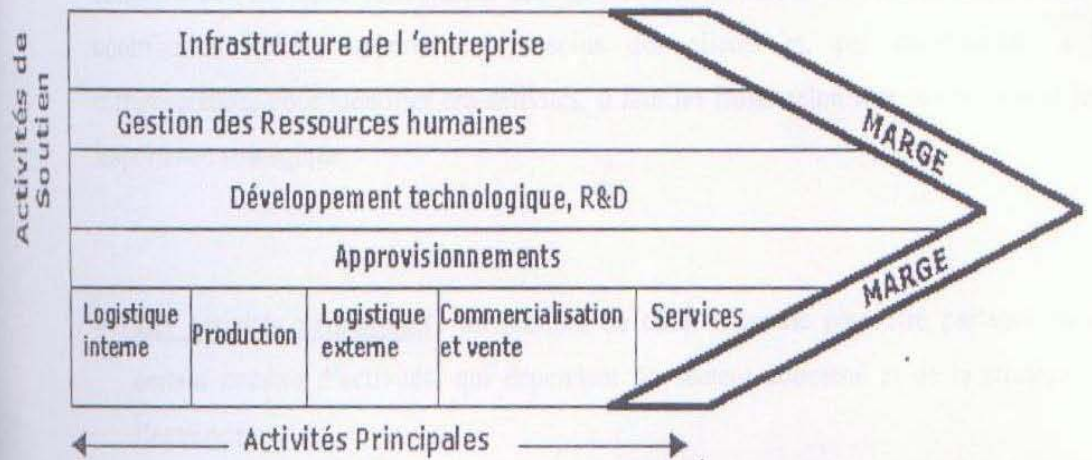 Activités de
Soutien
Infrastructure de l 'entreprise
Gestion des Ressources humaines
Développement technologique, R&D
Approvisionnements
MARGE
MARGE
Logistique
interne
Production
Logistique
externe
Commercialisation
et vente
Services
Activités Principales